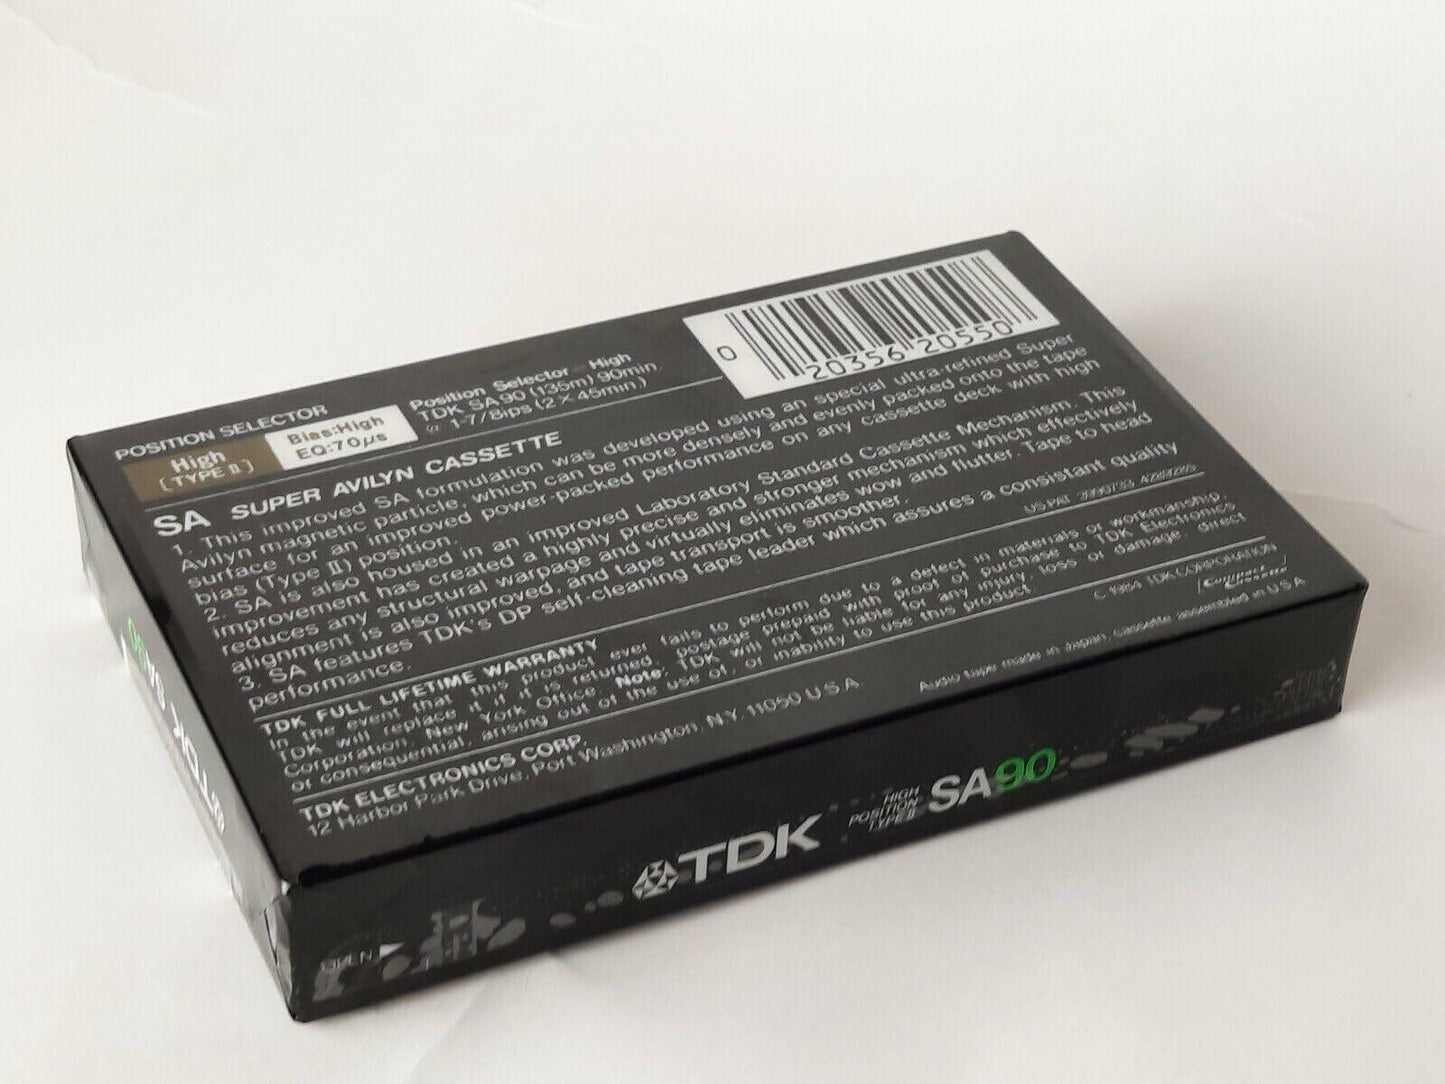 POSITION SELECTOR
High
(TYPE II)
Bias:High
EQ:70μs
Position Selector - High
TDK SA90 (135m) 90min.
@ 1-7/8ips (2 × 45min.)
0 20356 20550
SA SUPER AVILYN CASSETTE
1. This improved SA formulation was developed using an special ultra-refined Super
Avilyn magnetic particle, which can be more densely and evenly packed onto the tape
surface for an improved power-packed performance on any cassette deck with high
bias (Type II) position.
2. SA is also housed in an improved Laboratory Standard Cassette Mechanism. This
improvement has created a highly precise and stronger mechanism which effectively
reduces any structural warpage and virtually eliminates wow and flutter. Tape to head
alignment is also improved, and tape transport is smoother.
3. SA features TDK'S DP self-cleaning tape leader which assures a consistant quality
performance.
US Pat
TDK FULL LIFETIME WARRANTY
In the event that this product ever fails to perform due to a defect in materials or workmanship,
TDK will replace it if it is returned, postage prepaid with proof of purchase to TDK Electronics
Corporation, New York Office. Note. TDK will not be liable for any injury, loss or damage, direct
or consequential, arising out of the use of, or inability to use this product.
C 1984 TDK CORPORATION
TDK ELECTRONICS CORP.
12 Harbor Park Drive, Port Washington, N.Y. 11050 U.S.A.
Compact Cassette
Audio tape made in Japan, cassette assembled in U.S.A.
TDK
HIGH
POSITION
TYPE II
SA90
OPEN
TDK SA90